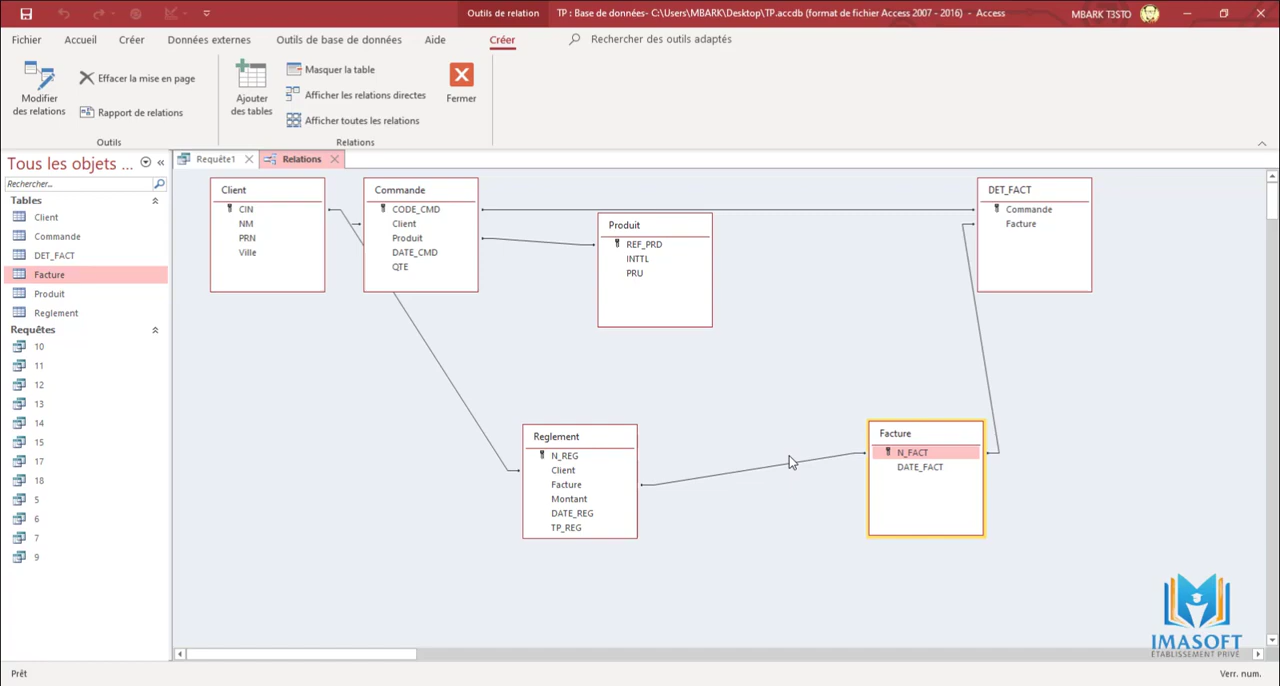 Outils de relation
TP : Base de données- C:\Users\MBARK\Desktop\TP.accdb (format de fichier Access 2007 - 2016) - Access
MBARK T3STO
Fichier
Accueil
Créer
Données externes
Outils de base de données
Aide
Créer
Rechercher des outils adaptés
Modifier
des relations
Effacer la mise en page
Rapport de relations
Outils
Ajouter
des tables
Masquer la table
Afficher les relations directes
Afficher toutes les relations
Relations
Fermer
Tous les objets ...
Rechercher...
Tables
Client
Commande
DET_FACT
Facture
Produit
Reglement
Requêtes
10
11
12
13
14
15
17
18
5
6
7
9
Requête1
Relations
Client
CIN
NM
PRN
Ville
Commande
CODE_CMD
Client
Produit
DATE_CMD
QTE
Produit
REF_PRD
INTTL
PRU
DET_FACT
Commande
Facture
Reglement
N_REG
Client
Facture
Montant
DATE_REG
TP_REG
Facture
N_FACT
DATE_FACT
IMASOFT
ETABLISSEMENT PRIVÉ
Prêt
Verr. num.